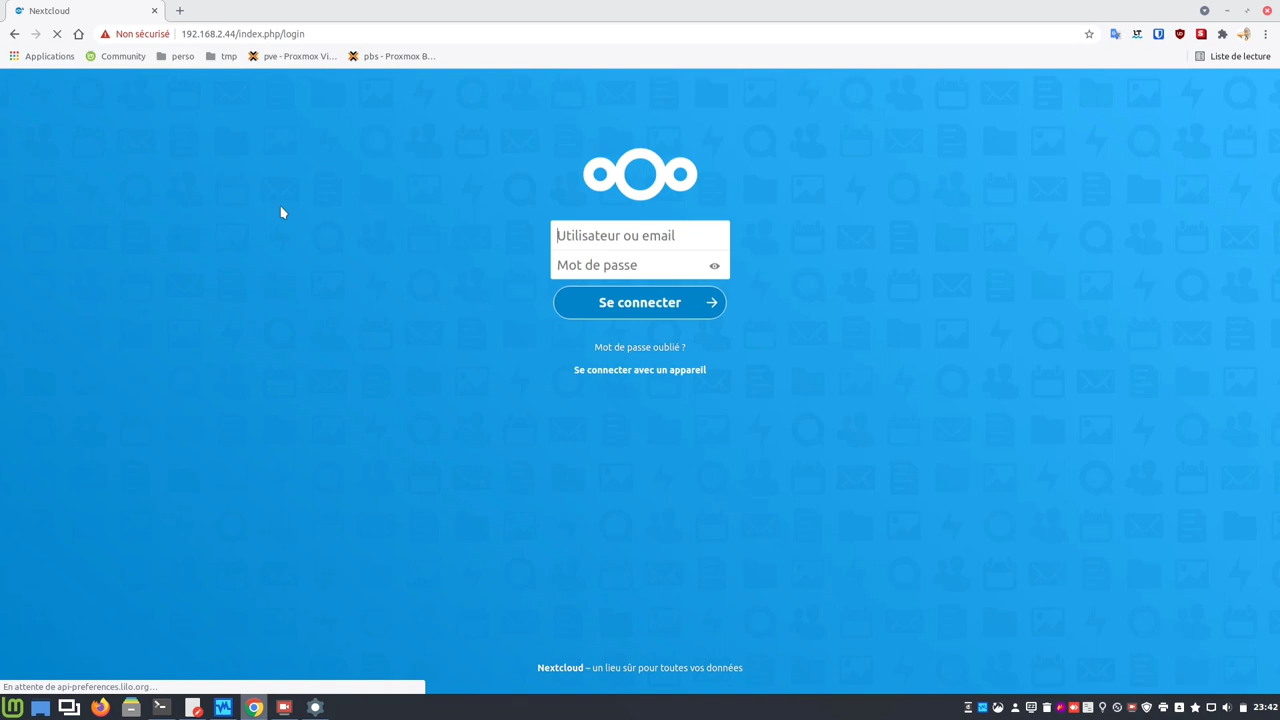 Nextcloud
Non sécurisé 192.168.2.44/index.php/login
Applications Community perso tmp pve - Proxmox Vi... pbs - Proxmox B... Liste de lecture
Utilisateur ou email
Mot de passe
Se connecter
Mot de passe oublié ?
Se connecter avec un appareil
Nextcloud – un lieu sûr pour toutes vos données
En attente de api-preferences.lilo.org…
23:42